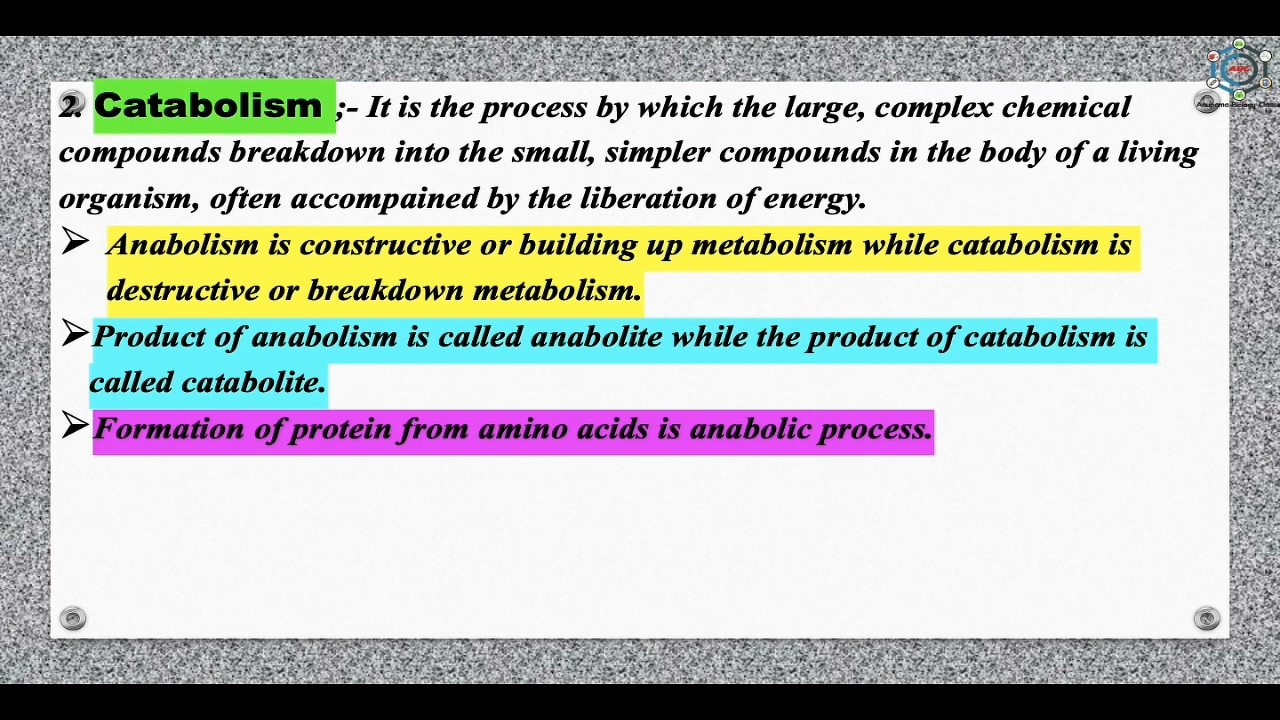 2. Catabolism ;- It is the process by which the large, complex chemical
compounds breakdown into the small, simpler compounds in the body of a living
organism, often accompained by the liberation of energy.
➢ Anabolism is constructive or building up metabolism while catabolism is
destructive or breakdown metabolism.
➢ Product of anabolism is called anabolite while the product of catabolism is
called catabolite.
➢ Formation of protein from amino acids is anabolic process.